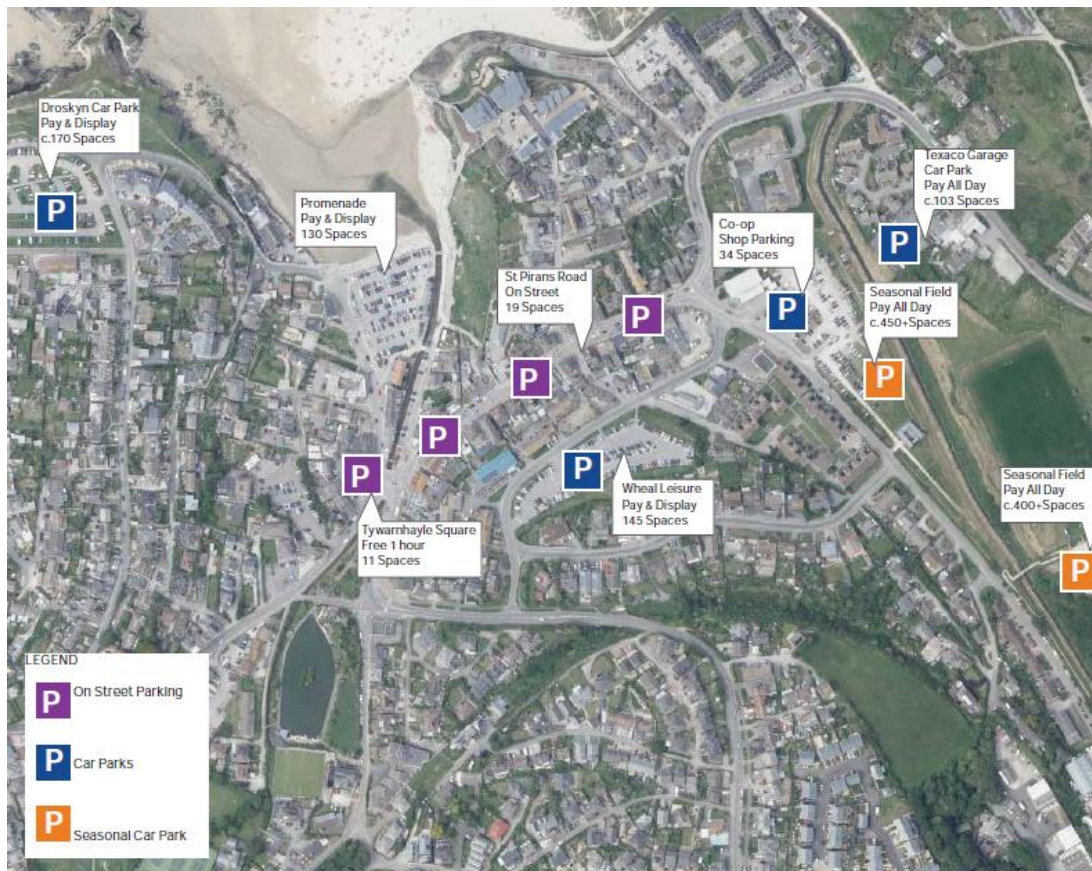 Droskyn Car Park
Pay & Display
c.170 Spaces
P
Promenade
Pay & Display
130 Spaces
Texaco Garage
Car Park
Pay All Day
c.103 Spaces
P
Co-op
Shop Parking
34 Spaces
P
St Pirans Road
On Street
19 Spaces
P
P
P
Seasonal Field
Pay All Day
c.450+Spaces
P
P
Wheal Leisure
Pay & Display
145 Spaces
P
Tywarnhayle Square
Free 1 hour
11 Spaces
Seasonal Field
Pay All Day
c.400+Spaces
P
LEGEND
P On Street Parking
P Car Parks
P Seasonal Car Park